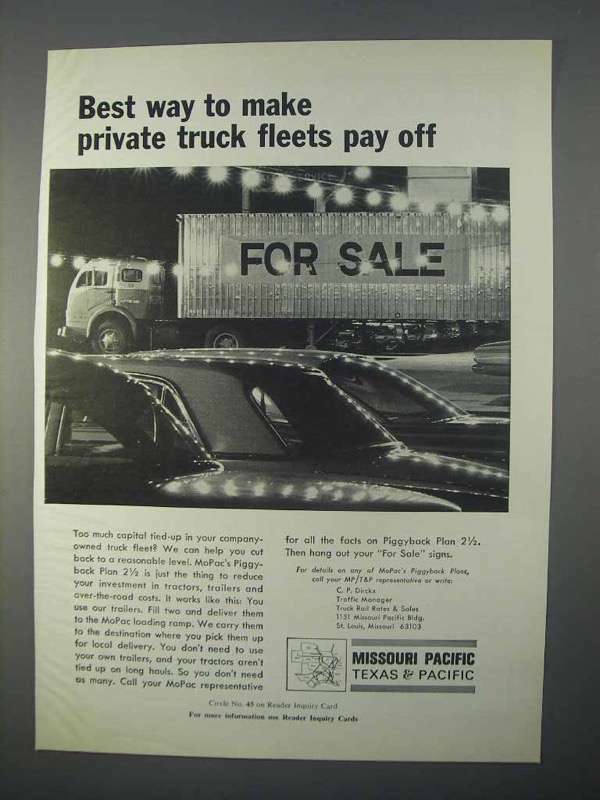 Best way to make
private truck fleets pay off
SERVICE
FOR SALE
Too much capital tied-up in your company-
owned truck fleet? We can help you cut
back to a reasonable level. MoPac's Piggy-
back Plan 2½ is just the thing to reduce
your investment in tractors, trailers and
over-the-road costs. It works like this: You
use our trailers. Fill two and deliver them
to the MoPac loading ramp. We carry them
to the destination where you pick them up
for local delivery. You don't need to use
your own trailers, and your tractors aren't
tied up on long hauls. So you don't need
as many. Call your MoPac representative
for all the facts on Piggyback Plan 2½.
Then hang out your "For Sale" signs.
For details on any of MoPac's Piggyback Plans,
call your MP/T&P representative or write:
C. P. Dirckx
Traffic Manager
Truck Rail Rates & Sales
1151 Missouri Pacific Bldg.
St. Louis, Missouri 63103
MISSOURI PACIFIC
TEXAS & PACIFIC
Circle No. 45 on Reader Inquiry Card
For more information use Reader Inquiry Cards